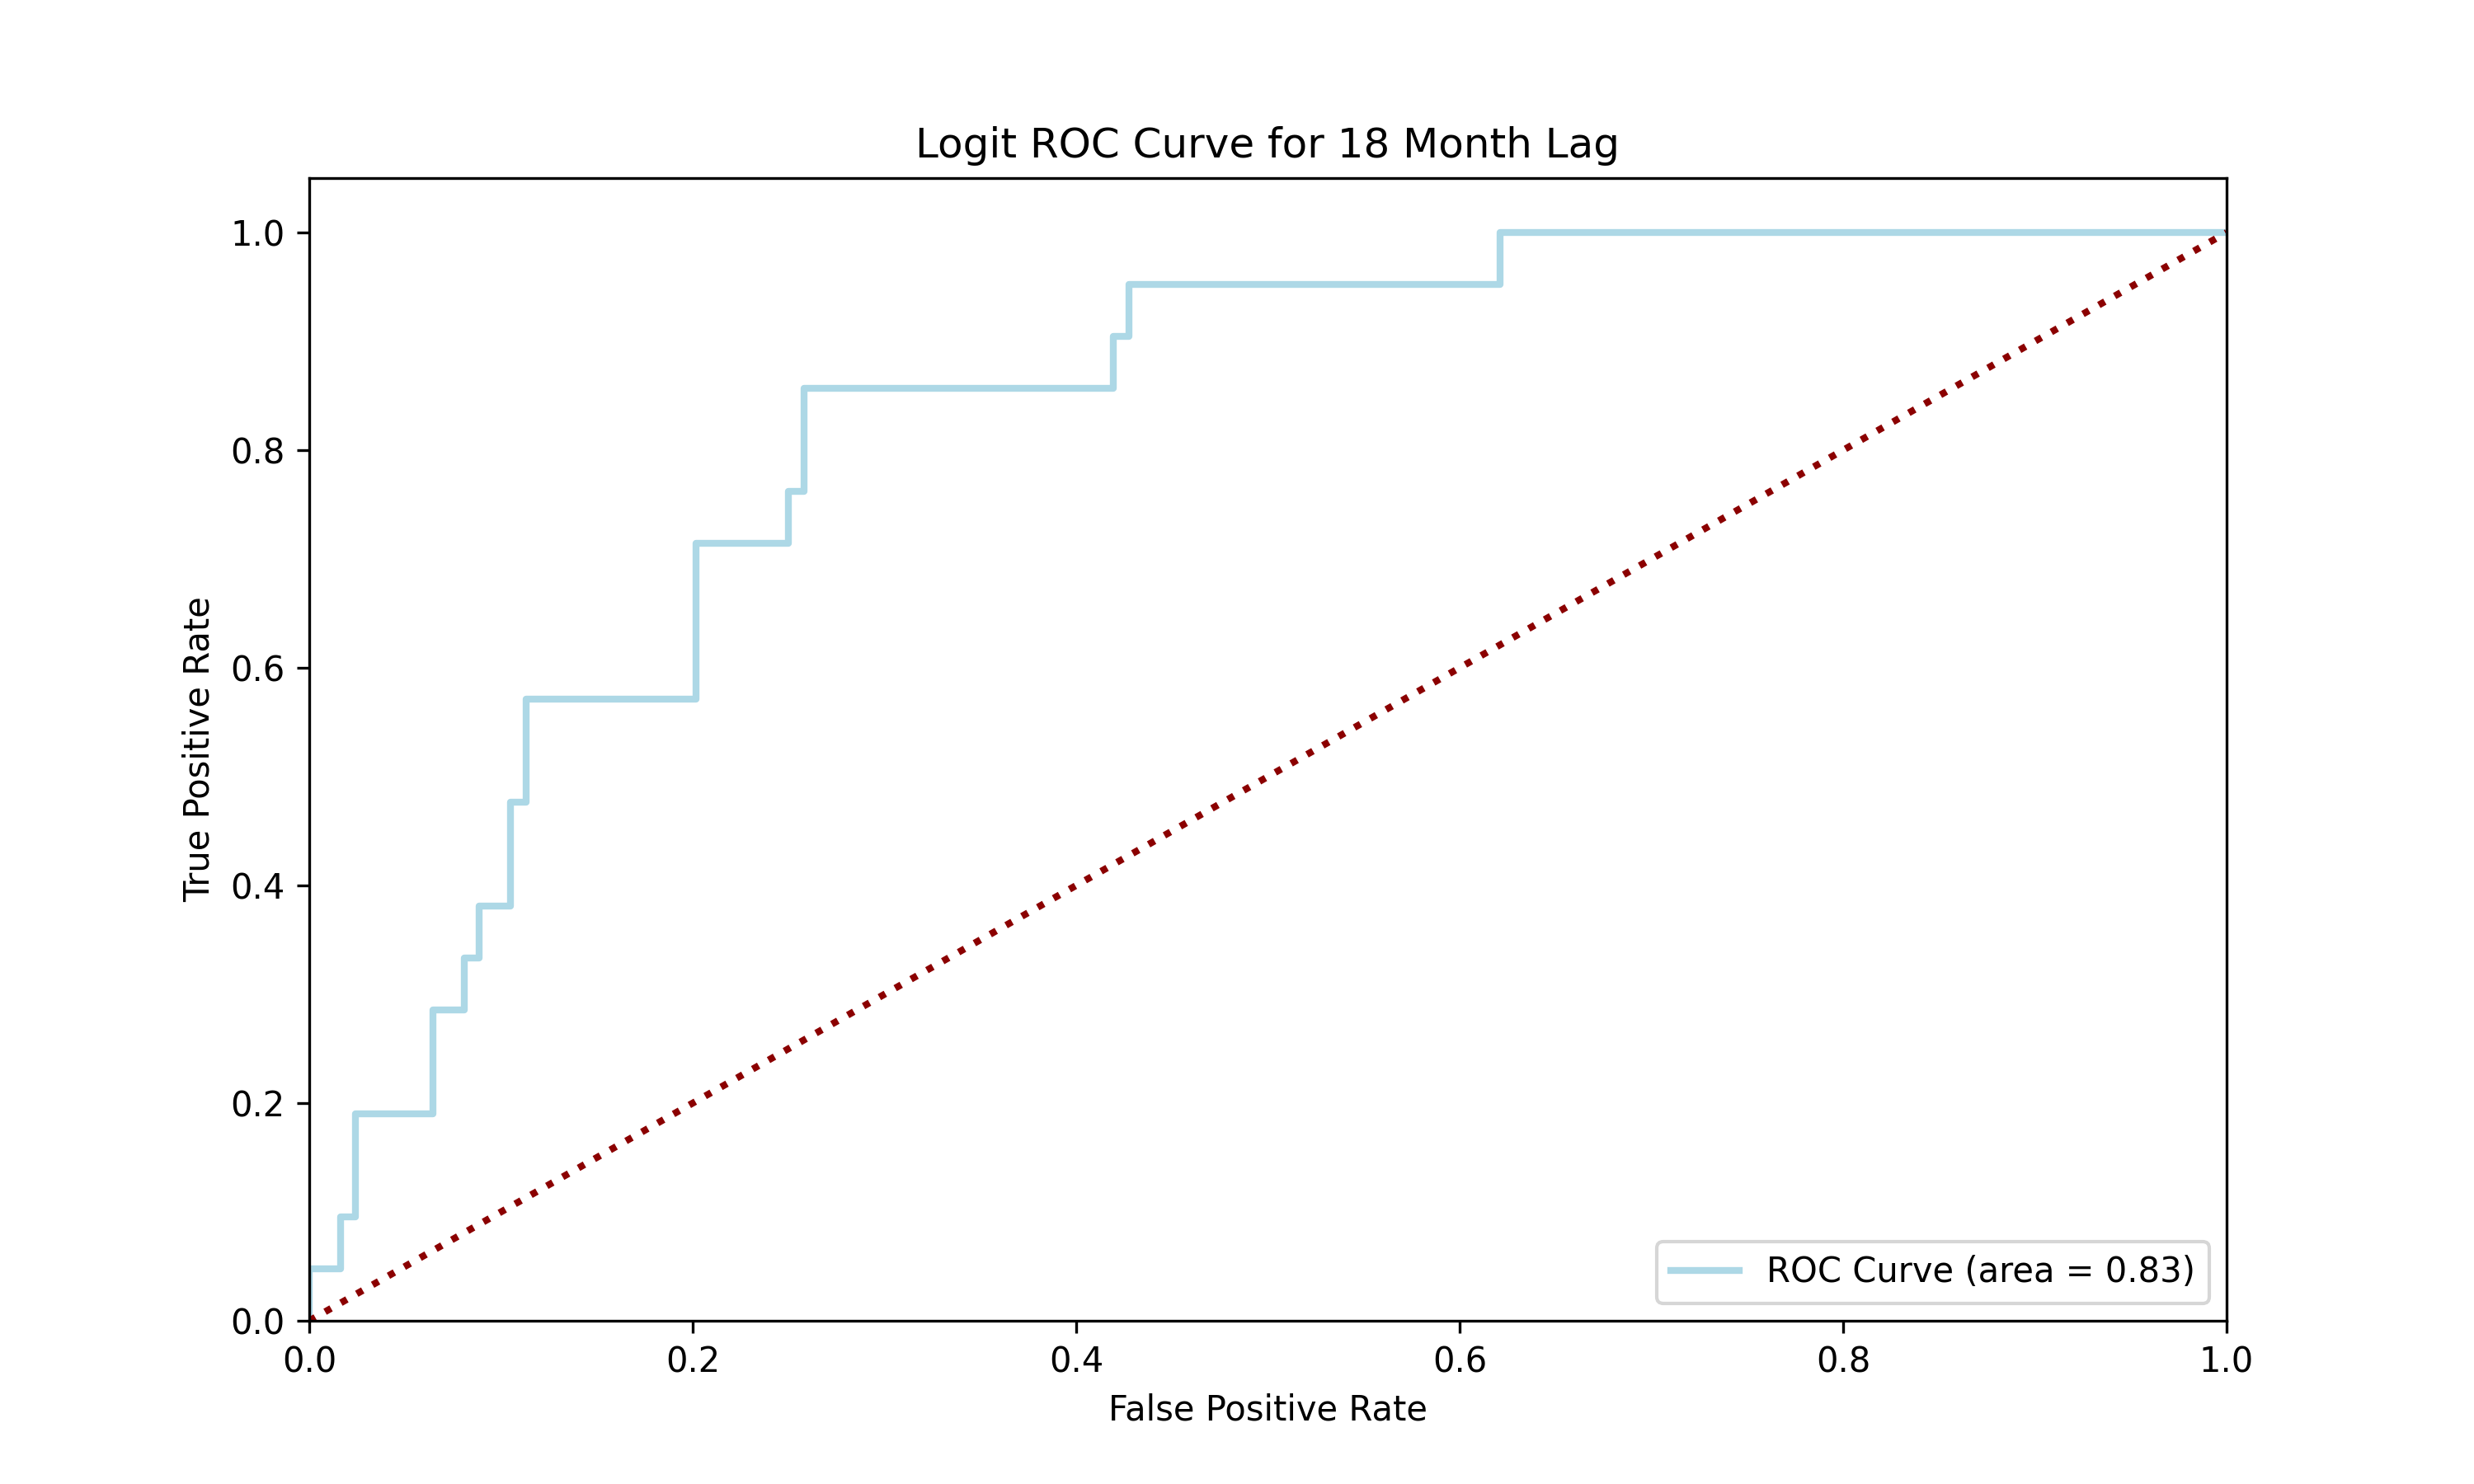 Logit ROC Curve for 18 Month Lag
1.0
0.8
0.6
0.4
0.2
0.0
True Positive Rate
ROC Curve (area = 0.83)
0.0 0.2 0.4 0.6 0.8 1.0
False Positive Rate